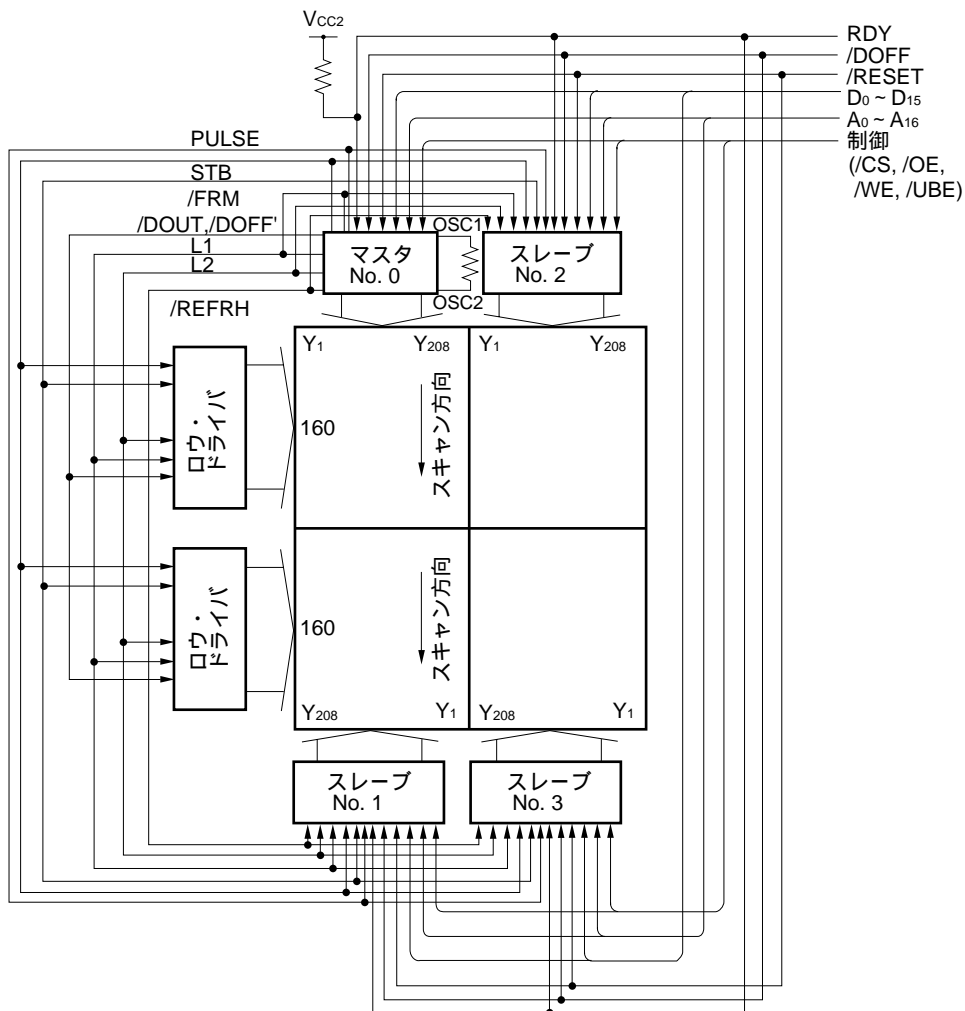 VCC2
RDY
/DOFF
/RESET
D0 ~ D15
A0 ~ A16
制御
(/CS, /OE,
/WE, /UBE)
PULSE
STB
/FRM
/DOUT,/DOFF'
L1
L2
/REFRH
OSC1
OSC2
マスタ
No. 0
スレーブ
No. 2
Y1
Y208
Y1
Y208
ロウ・
ドライバ
160
スキャン方向
ロウ・
ドライバ
160
スキャン方向
Y208
Y1
Y208
Y1
スレーブ
No. 1
スレーブ
No. 3